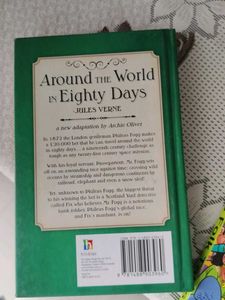 Around the World
in Eighty Days
JULES VERNE
a new adaptation by Archie Oliver
In 1872 the London gentleman Phileas Fogg makes
a £20,000 bet that he can travel around the world
in eighty days... a nineteenth century challenge as
tough as any twenty-first century space mission.
With his loyal servant, Passepartout, Mr. Fogg sets
off on an astounding race against time; crossing wild
oceans by steamship and dangerous continents by
railroad, elephant and even a snow sled!
Yet, unknown to Phileas Fogg, the biggest threat
to his winning the bet is a Scotland Yard detective
called Fix who believes Mr. Fogg is a notorious
bank robber. Phileas Fogg's global race,
and Fix's manhunt, is on!